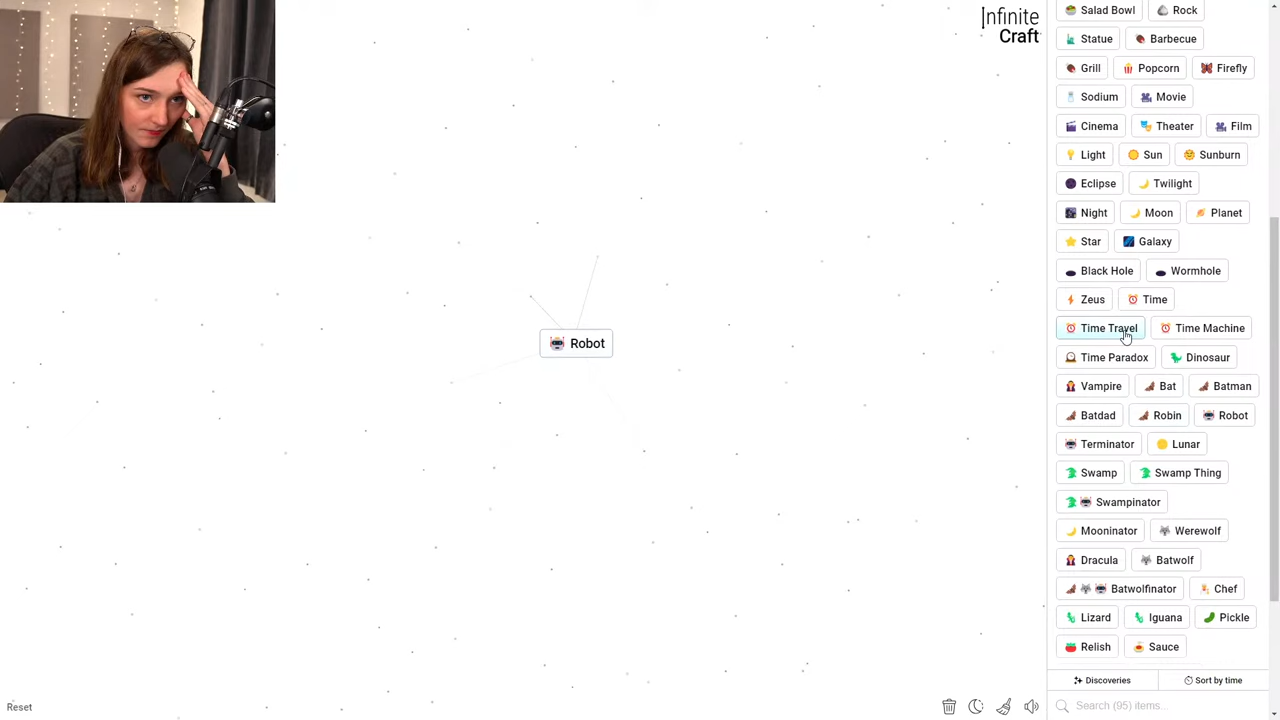 Infinite
Craft
Salad Bowl Rock
Statue Barbecue
Grill Popcorn Firefly
Sodium Movie
Cinema Theater Film
Light Sun Sunburn
Eclipse Twilight
Night Moon Planet
Star Galaxy
Black Hole Wormhole
Zeus Time
Time Travel Time Machine
Robot
Time Paradox Dinosaur
Vampire Bat Batman
Batdad Robin Robot
Terminator Lunar
Swamp Swamp Thing
Swampinator
Mooninator Werewolf
Dracula Batwolf
Batwolfinator Chef
Lizard Iguana Pickle
Relish Sauce
Discoveries Sort by time
Reset
Search (95) items...